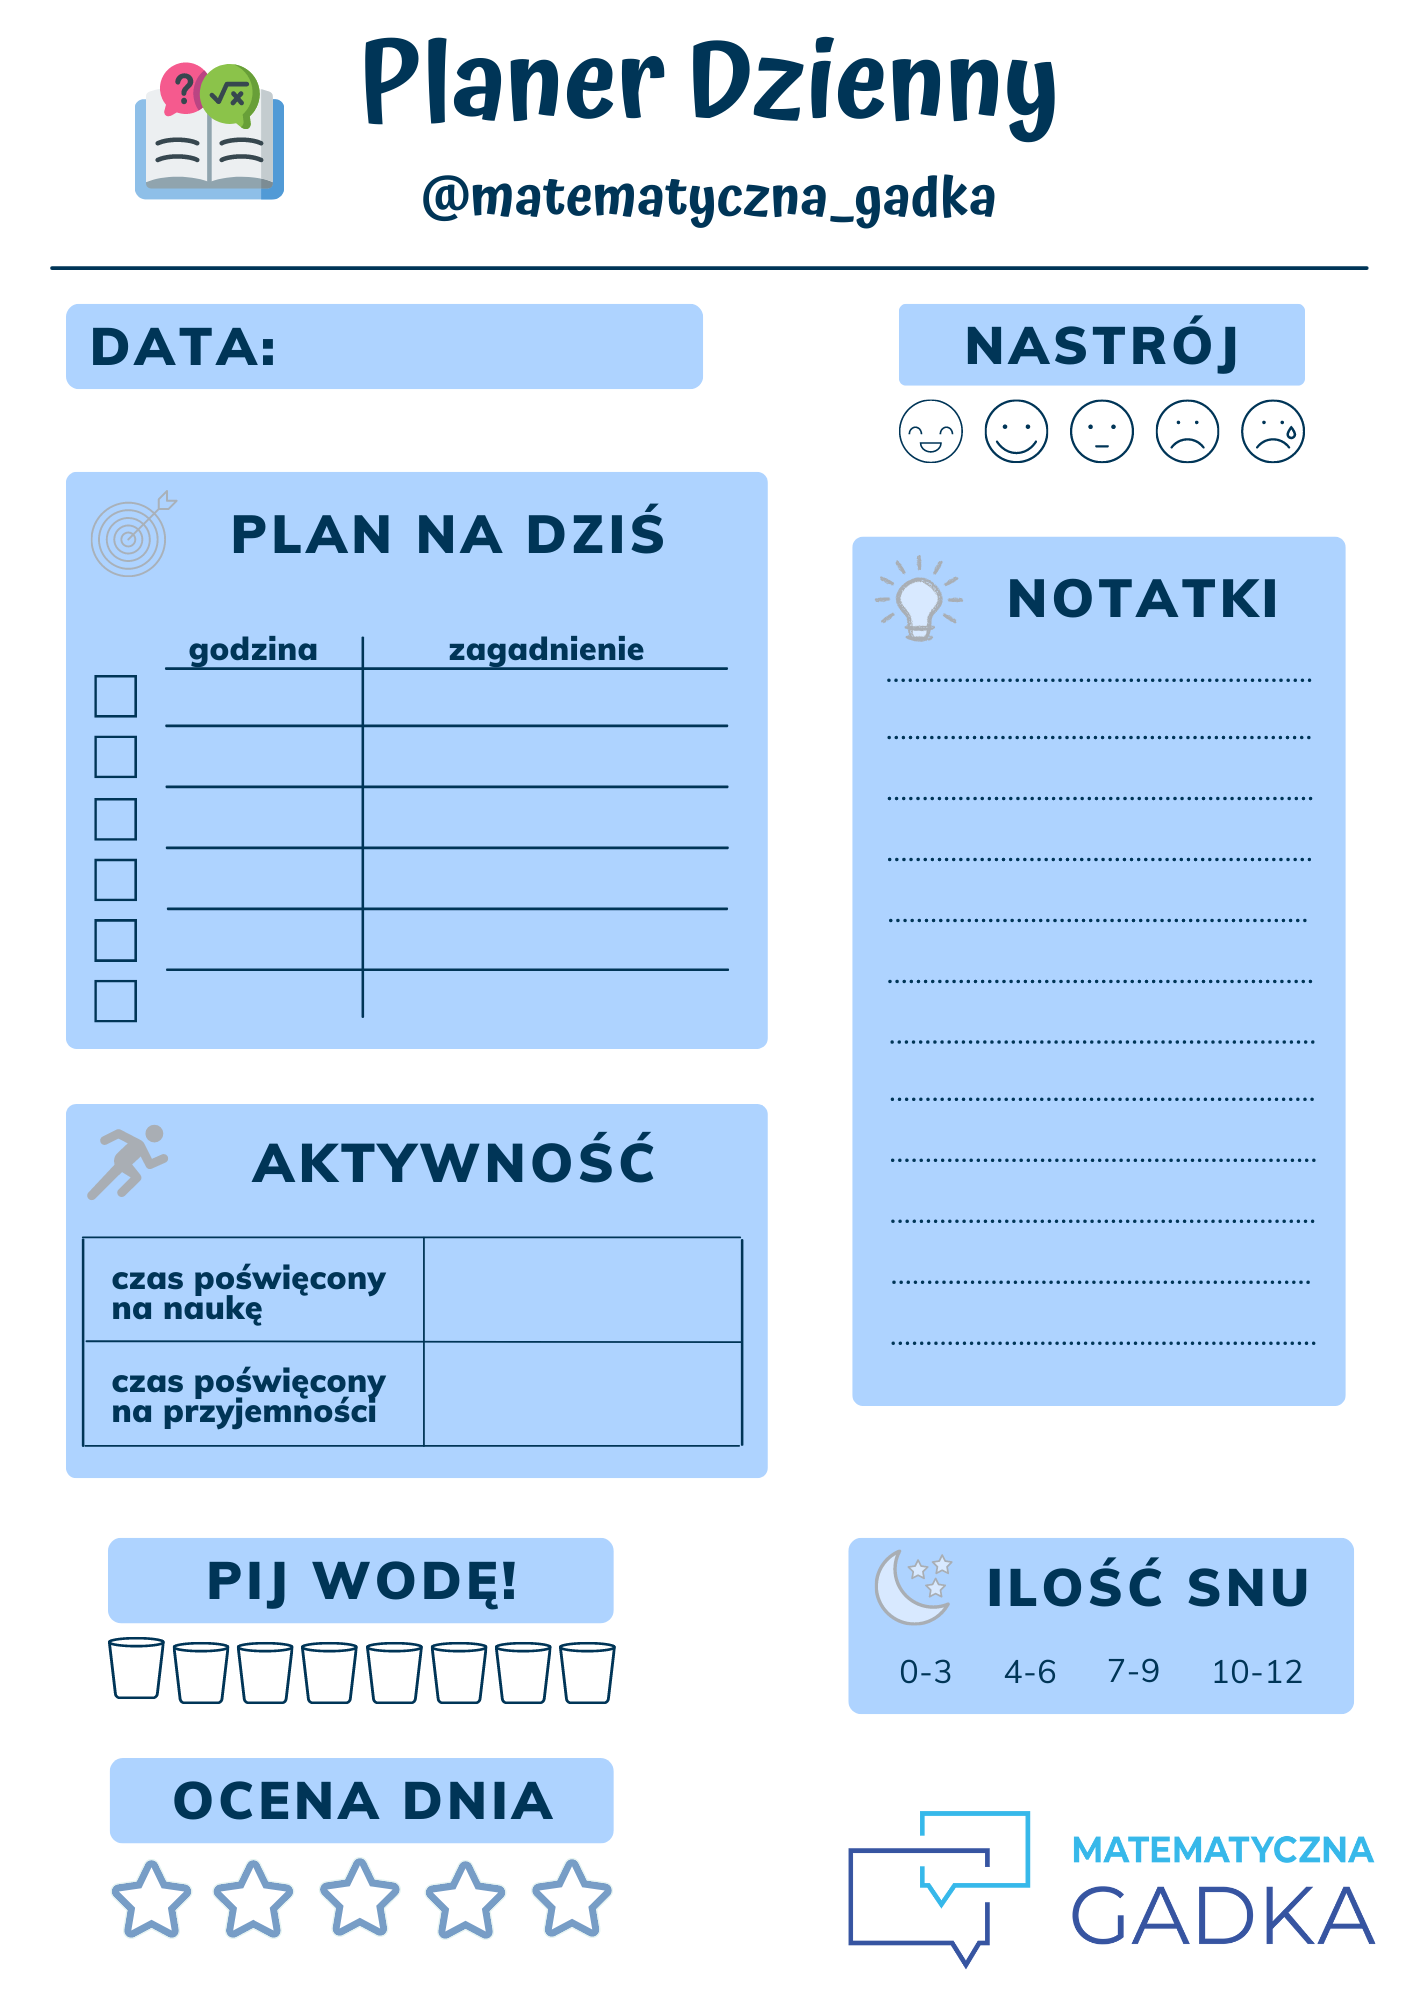 Planer Dzienny
@matematyczna_gadka
?
√x
DATA:
NASTRÓJ
PLAN NA DZIŚ
godzina zagadnienie
NOTATKI
AKTYWNOŚĆ
czas poświęcony
na naukę
czas poświęcony
na przyjemności
PIJ WODĘ!
ILOŚĆ SNU
0-3 4-6 7-9 10-12
OCENA DNIA
MATEMATYCZNA
GADKA